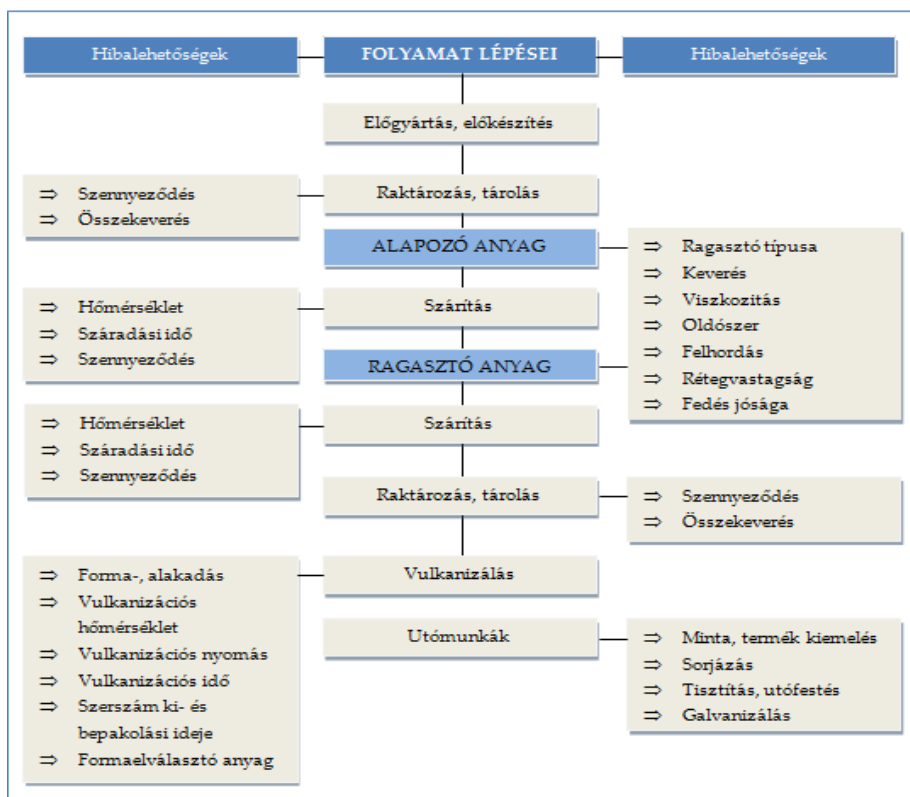 Hibalehetőségek
FOLYAMAT LÉPÉSEI
Hibalehetőségek
Előgyártás, előkészítés
⇒ Szennyeződés
⇒ Összekeverés
Raktározás, tárolás
ALAPOZÓ ANYAG
⇒ Ragasztó típusa
⇒ Keverés
⇒ Viszkozitás
⇒ Oldószer
⇒ Felhordás
⇒ Rétegvastagság
⇒ Fedés jósága
⇒ Hőmérséklet
⇒ Száradási idő
⇒ Szennyeződés
Szárítás
RAGASZTÓ ANYAG
⇒ Hőmérséklet
⇒ Száradási idő
⇒ Szennyeződés
Szárítás
Raktározás, tárolás
⇒ Szennyeződés
⇒ Összekeverés
⇒ Forma-, alakadás
⇒ Vulkanizációs
hőmérséklet
⇒ Vulkanizációs nyomás
⇒ Vulkanizációs idő
⇒ Szerszám ki- és
bepakolási ideje
⇒ Formaelválasztó anyag
Vulkanizálás
Utómunkák
⇒ Minta, termék kiemelés
⇒ Sorjázás
⇒ Tisztítás, utófestés
⇒ Galvanizálás